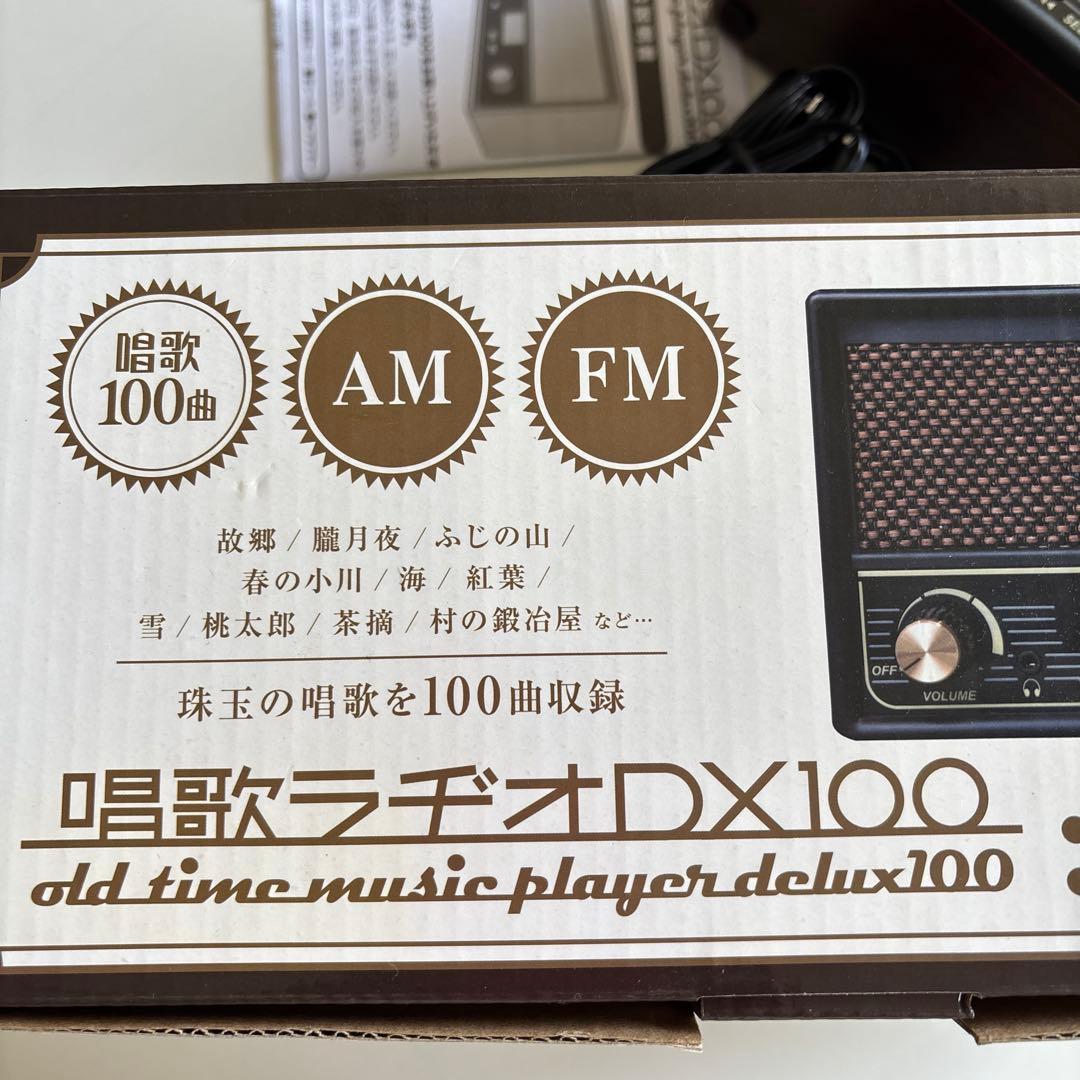 DX100
唱歌
100曲
AM
FM
故郷 / 朧月夜 / ふじの山 /
春の小川 / 海 / 紅葉 /
雪 / 桃太郎 / 茶摘 / 村の鍛冶屋 など…
珠玉の唱歌を100曲収録
OFF
VOLUME
唱歌ラヂオDX100
old time music player delux100